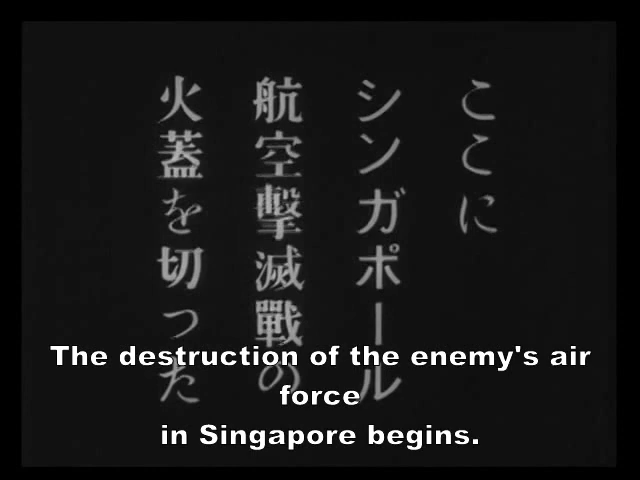 ここに
シンガポール
航空撃滅戰の
火蓋を切った
The destruction of the enemy's air
force
in Singapore begins.